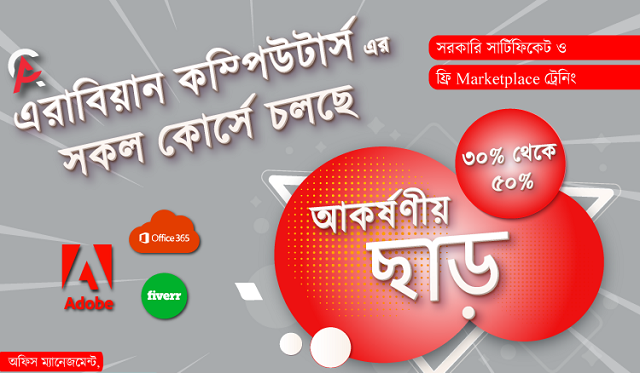 এরাবিয়ান কম্পিউটার্স এর
সকল কোর্সে চলছে
সরকারি সার্টিফিকেট ও
ফ্রি Marketplace ট্রেনিং
৩০% থেকে
৫০%
আকর্ষণীয়
ছাড়
Office 365
Adobe
fiverr
অফিস ম্যানেজমেন্ট,